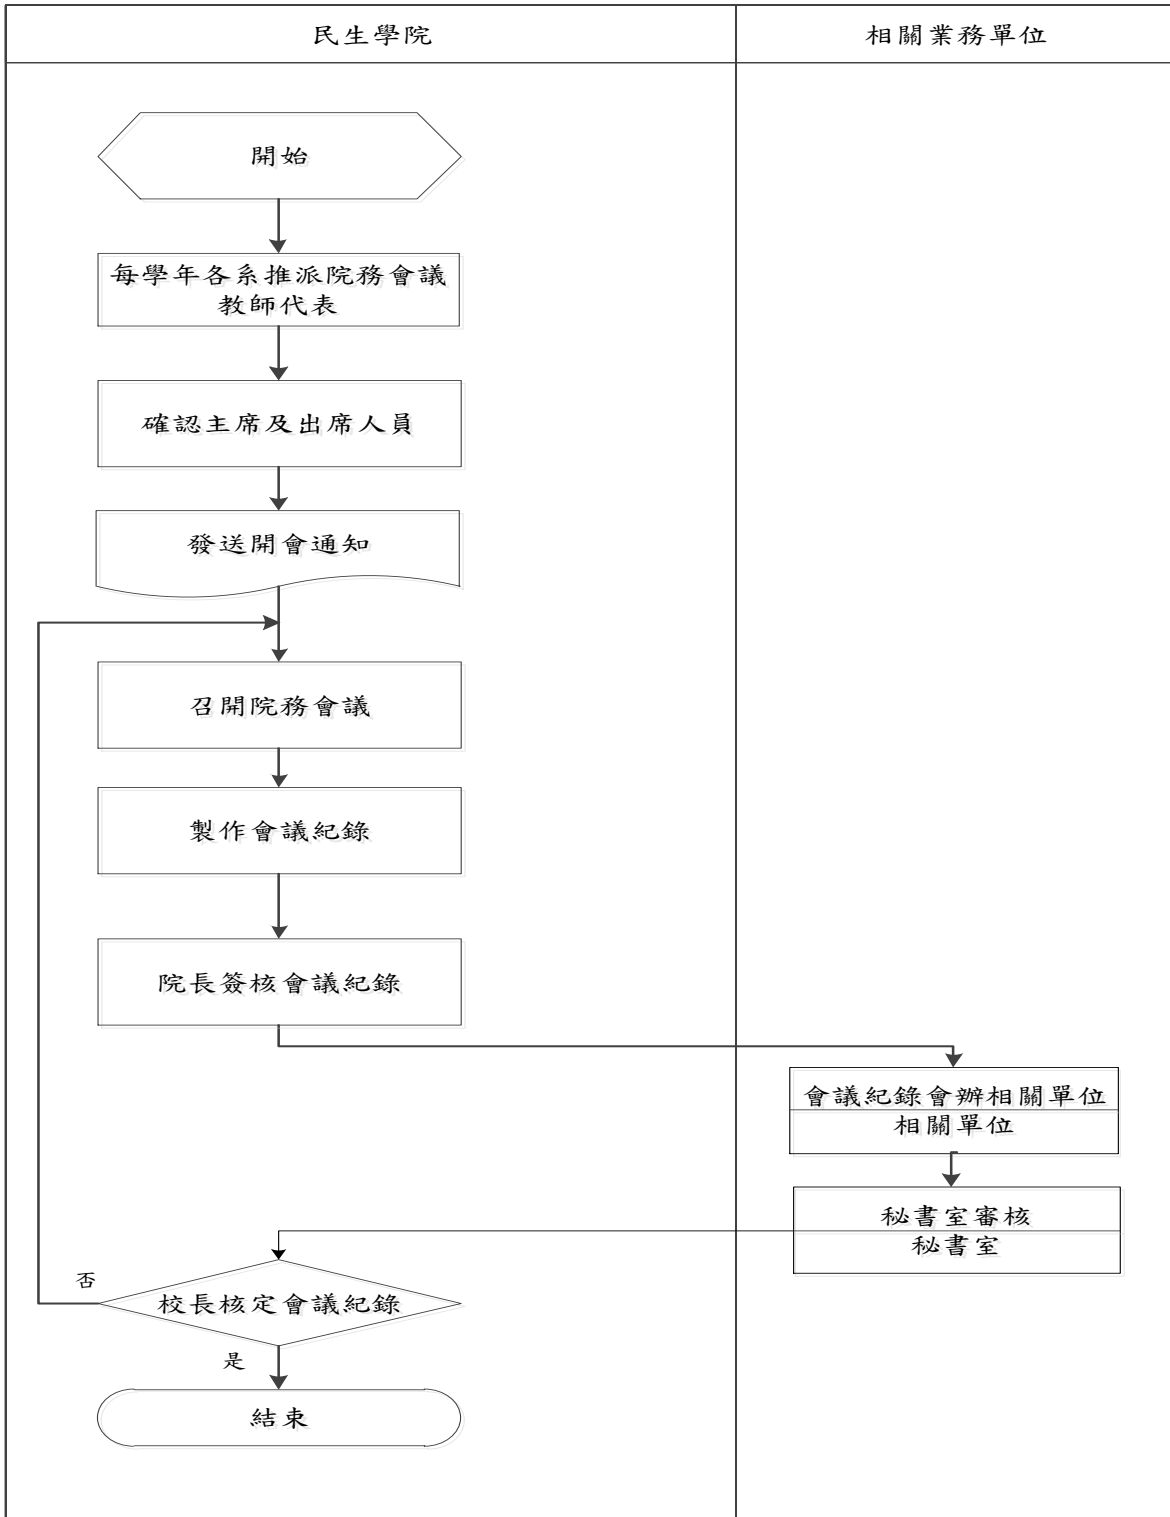 民生學院
相關業務單位
開始
每學年各系推派院務會議
教師代表
確認主席及出席人員
發送開會通知
召開院務會議
製作會議紀錄
院長簽核會議紀錄
會議紀錄會辦相關單位
相關單位
秘書室審核
秘書室
否
校長核定會議紀錄
是
結束